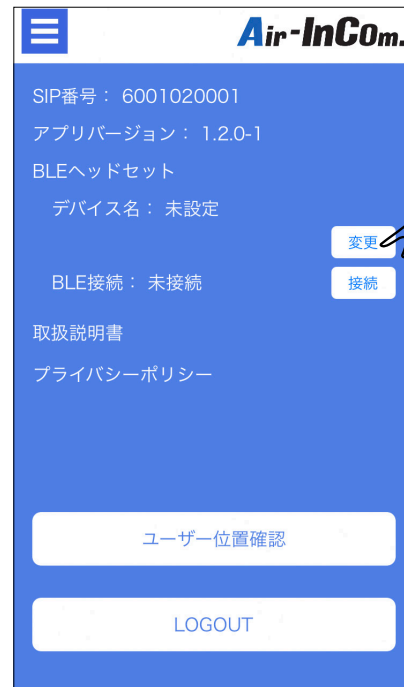 Air-InCom.
SIP番号： 6001020001
アプリバージョン： 1.2.0-1
BLEヘッドセット
デバイス名： 未設定
変更
BLE接続： 未接続
接続
取扱説明書
プライバシーポリシー
ユーザー位置確認
LOGOUT